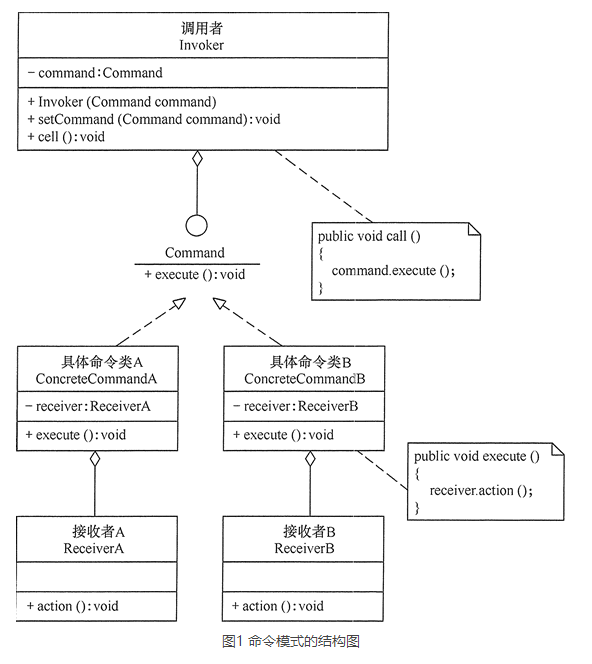 调用者
Invoker
- command:Command
+ Invoker (Command command)
+ setCommand (Command command):void
+ cell ():void
public void call ()
{
command.execute ();
}
Command
+ execute ():void
具体命令类A
ConcreteCommandA
- receiver:ReceiverA
+ execute ():void
具体命令类B
ConcreteCommandB
- receiver:ReceiverB
+ execute ():void
public void execute ()
{
receiver.action ();
}
接收者A
ReceiverA
+ action ():void
接收者B
ReceiverB
+ action ():void
图1 命令模式的结构图